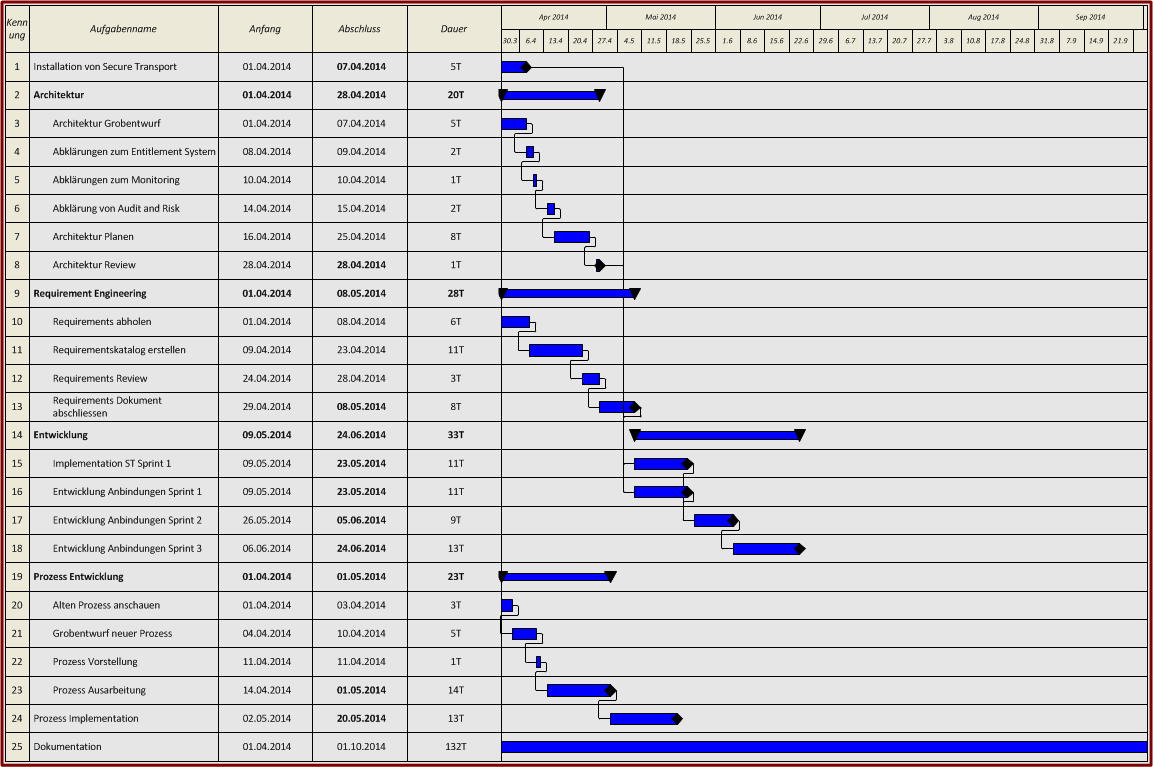 Kenn ung Aufgabenname Anfang Abschluss Dauer Apr 2014 Mai 2014 Jun 2014 Jul 2014 Aug 2014 Sep 2014
30.3 6.4 13.4 20.4 27.4 4.5 11.5 18.5 25.5 1.6 8.6 15.6 22.6 29.6 6.7 13.7 20.7 27.7 3.8 10.8 17.8 24.8 31.8 7.9 14.9 21.9
1 Installation von Secure Transport 01.04.2014 07.04.2014 5T
2 Architektur 01.04.2014 28.04.2014 20T
3 Architektur Grobentwurf 01.04.2014 07.04.2014 5T
4 Abklärungen zum Entitlement System 08.04.2014 09.04.2014 2T
5 Abklärungen zum Monitoring 10.04.2014 10.04.2014 1T
6 Abklärung von Audit and Risk 14.04.2014 15.04.2014 2T
7 Architektur Planen 16.04.2014 25.04.2014 8T
8 Architektur Review 28.04.2014 28.04.2014 1T
9 Requirement Engineering 01.04.2014 08.05.2014 28T
10 Requirements abholen 01.04.2014 08.04.2014 6T
11 Requirementskatalog erstellen 09.04.2014 23.04.2014 11T
12 Requirements Review 24.04.2014 28.04.2014 3T
13 Requirements Dokument abschliessen 29.04.2014 08.05.2014 8T
14 Entwicklung 09.05.2014 24.06.2014 33T
15 Implementation ST Sprint 1 09.05.2014 23.05.2014 11T
16 Entwicklung Anbindungen Sprint 1 09.05.2014 23.05.2014 11T
17 Entwicklung Anbindungen Sprint 2 26.05.2014 05.06.2014 9T
18 Entwicklung Anbindungen Sprint 3 06.06.2014 24.06.2014 13T
19 Prozess Entwicklung 01.04.2014 01.05.2014 23T
20 Alten Prozess anschauen 01.04.2014 03.04.2014 3T
21 Grobentwurf neuer Prozess 04.04.2014 10.04.2014 5T
22 Prozess Vorstellung 11.04.2014 11.04.2014 1T
23 Prozess Ausarbeitung 14.04.2014 01.05.2014 14T
24 Prozess Implementation 02.05.2014 20.05.2014 13T
25 Dokumentation 01.04.2014 01.10.2014 132T